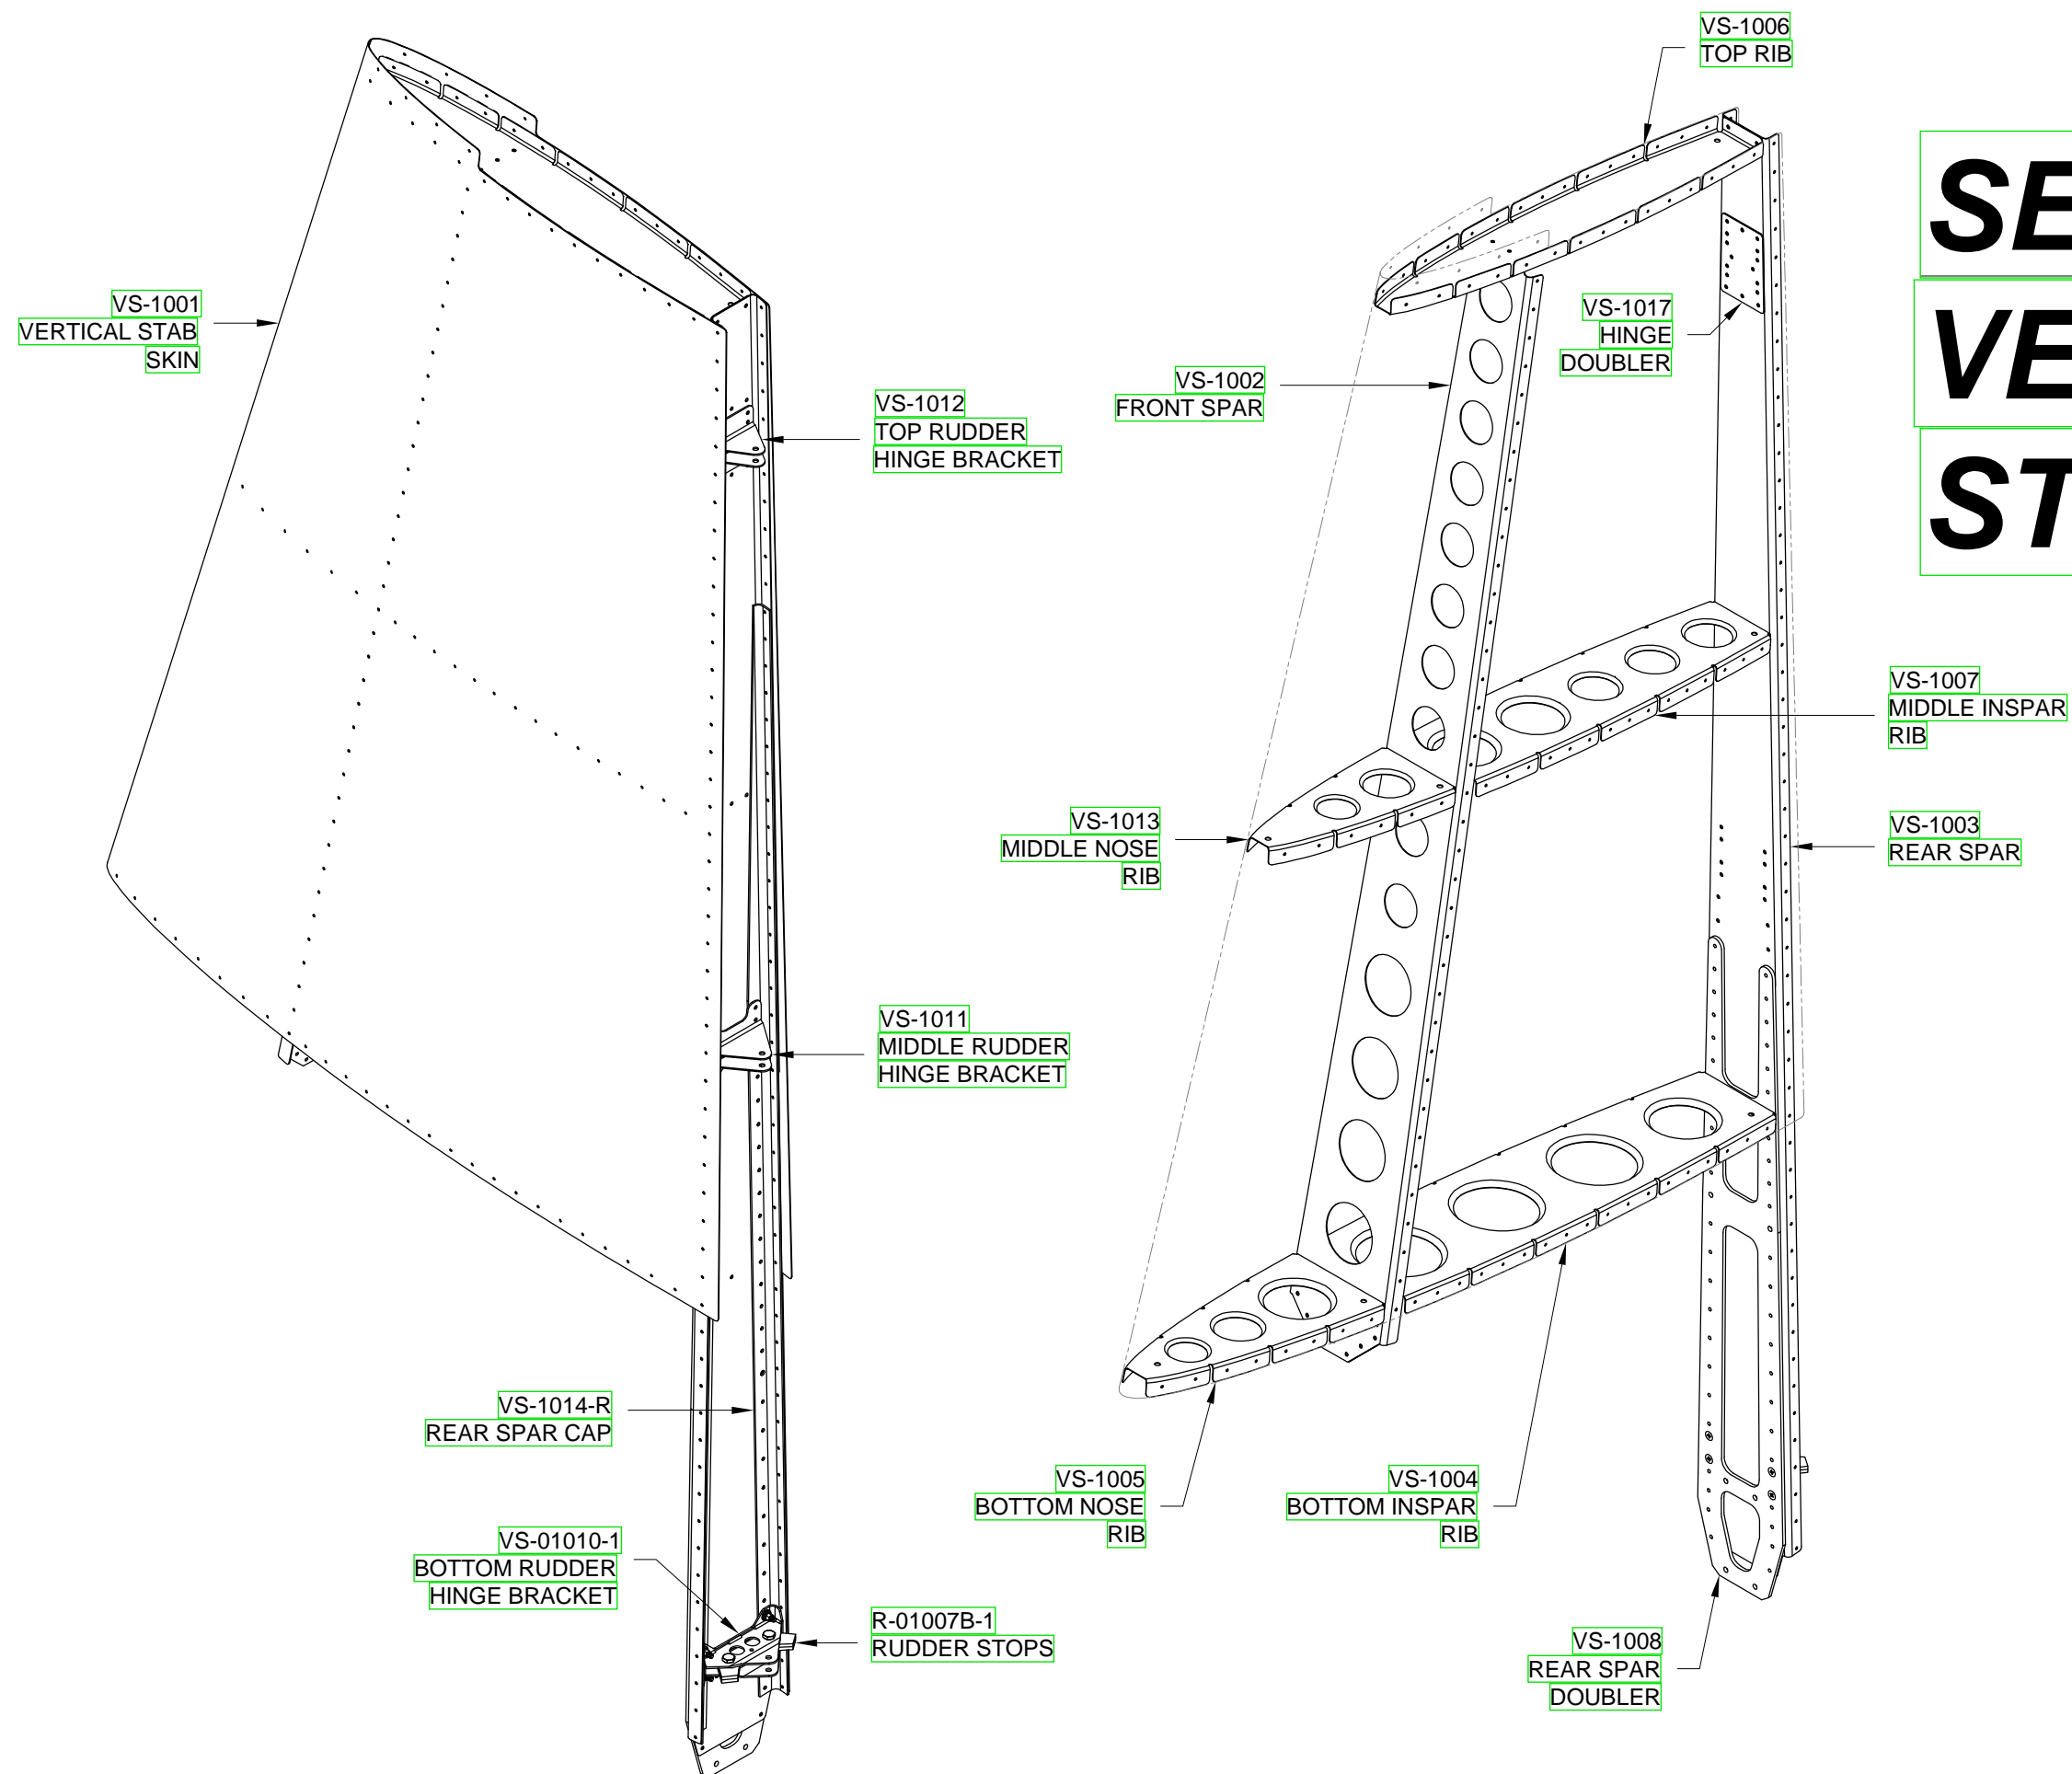 VS-1006
TOP RIB
SE
VE
ST
VS-1001
VERTICAL STAB
SKIN
VS-1017
HINGE
DOUBLER
VS-1002
FRONT SPAR
VS-1012
TOP RUDDER
HINGE BRACKET
VS-1007
MIDDLE INSPAR
RIB
VS-1013
MIDDLE NOSE
RIB
VS-1003
REAR SPAR
VS-1011
MIDDLE RUDDER
HINGE BRACKET
VS-1014-R
REAR SPAR CAP
VS-1005
BOTTOM NOSE
RIB
VS-1004
BOTTOM INSPAR
RIB
VS-01010-1
BOTTOM RUDDER
HINGE BRACKET
R-01007B-1
RUDDER STOPS
VS-1008
REAR SPAR
DOUBLER